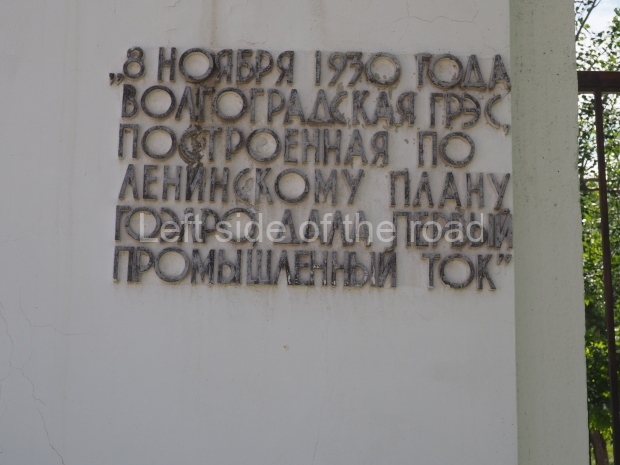 „8 НОЯБРЯ 1930 ГОДА
ВОЛГОГРАДСКАЯ ГРЭС,
ПОСТРОЕННАЯ ПО
ЛЕНИНСКОМУ ПЛАНУ
ГОЭРЛО ДАЛА ПЕРВЫЙ
ПРОМЫШЛЕННЫЙ ТОК"
Left side of the road